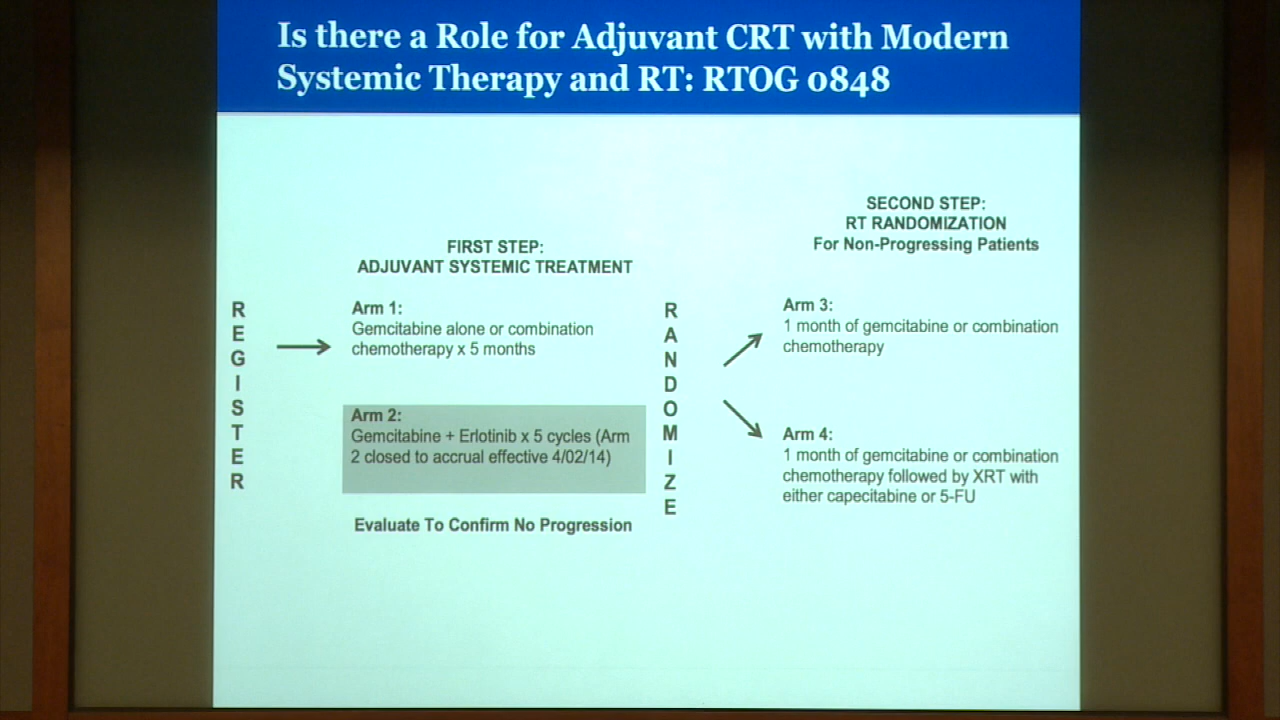 Is there a Role for Adjuvant CRT with Modern
Systemic Therapy and RT: RTOG 0848
REGISTER
FIRST STEP:
ADJUVANT SYSTEMIC TREATMENT
Arm 1:
Gemcitabine alone or combination
chemotherapy x 5 months
Arm 2:
Gemcitabine + Erlotinib x 5 cycles (Arm
2 closed to accrual effective 4/02/14)
Evaluate To Confirm No Progression
RANDOMIZE
SECOND STEP:
RT RANDOMIZATION
For Non-Progressing Patients
Arm 3:
1 month of gemcitabine or combination
chemotherapy
Arm 4:
1 month of gemcitabine or combination
chemotherapy followed by XRT with
either capecitabine or 5-FU